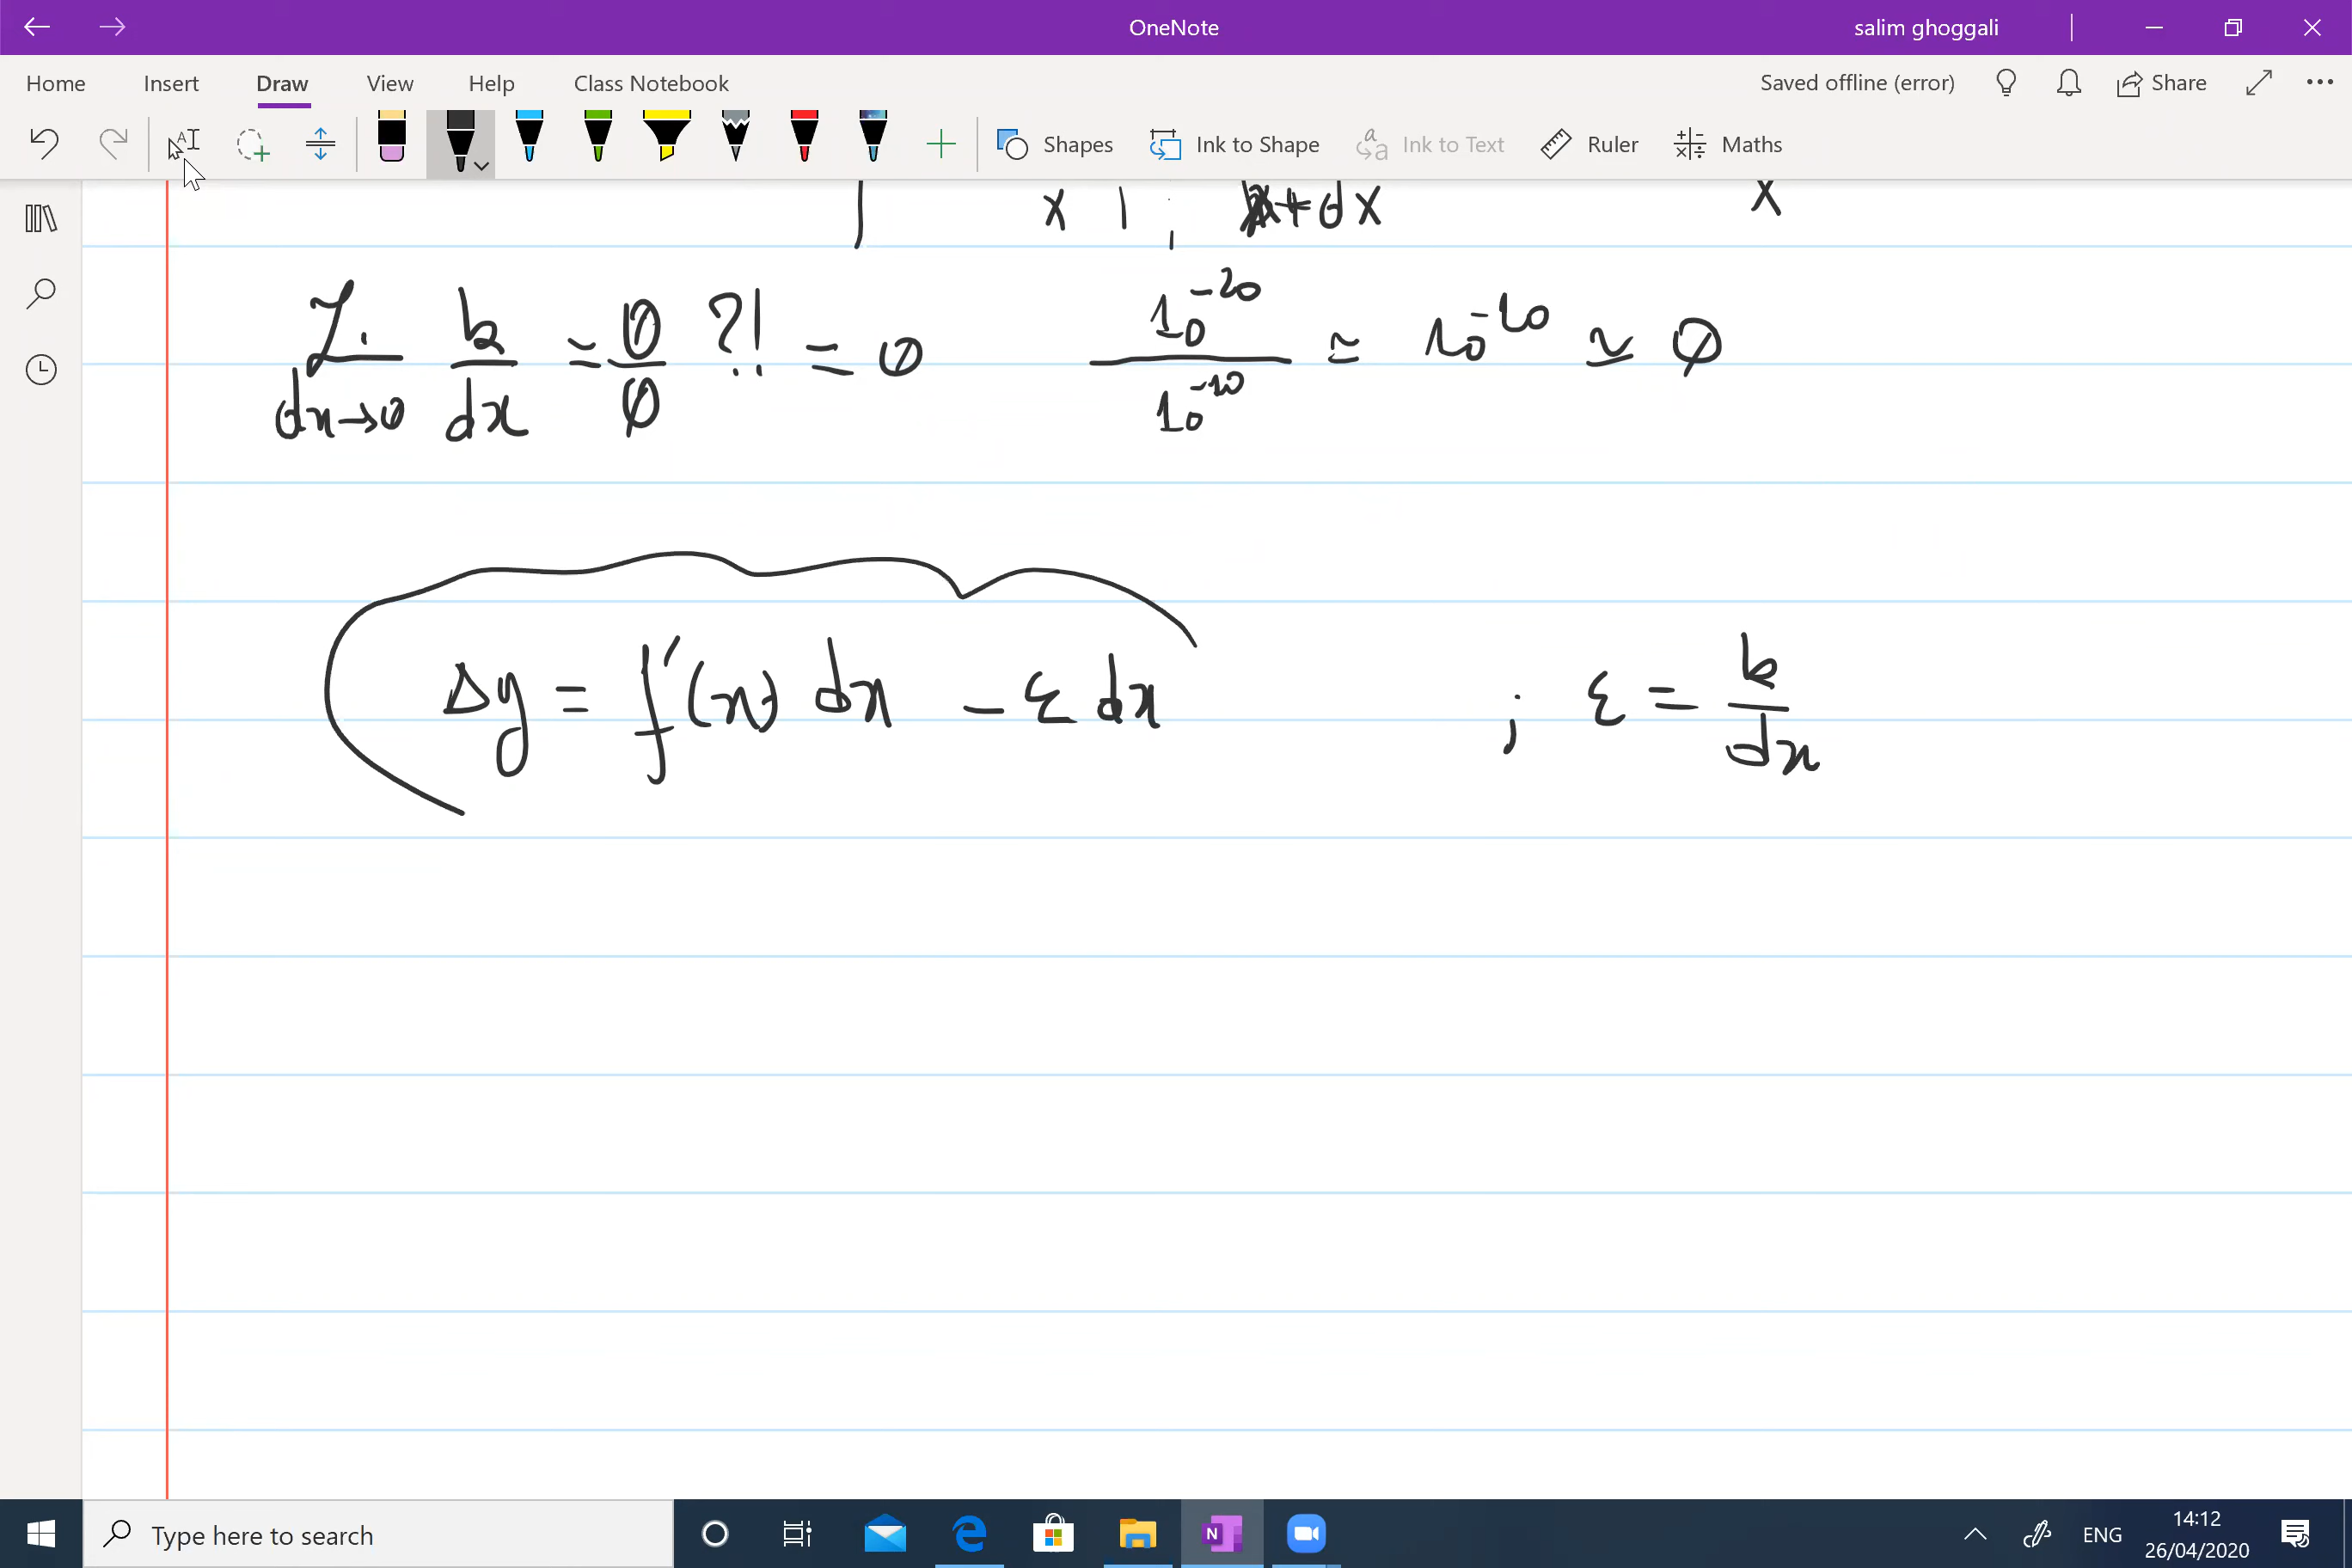 OneNote
salim ghoggali
Home Insert Draw View Help Class Notebook
Saved offline (error) Share
Shapes Ink to Shape Ink to Text Ruler Maths
x x+dx x
k/dx = 0/0 ?! = 0 10^-20 / 10^-10 ≃ 10^-10 ≃ 0
dx→0
Δy = f'(x) dx - ε dx ; ε = k/dx
Type here to search
ENG
14:12
26/04/2020